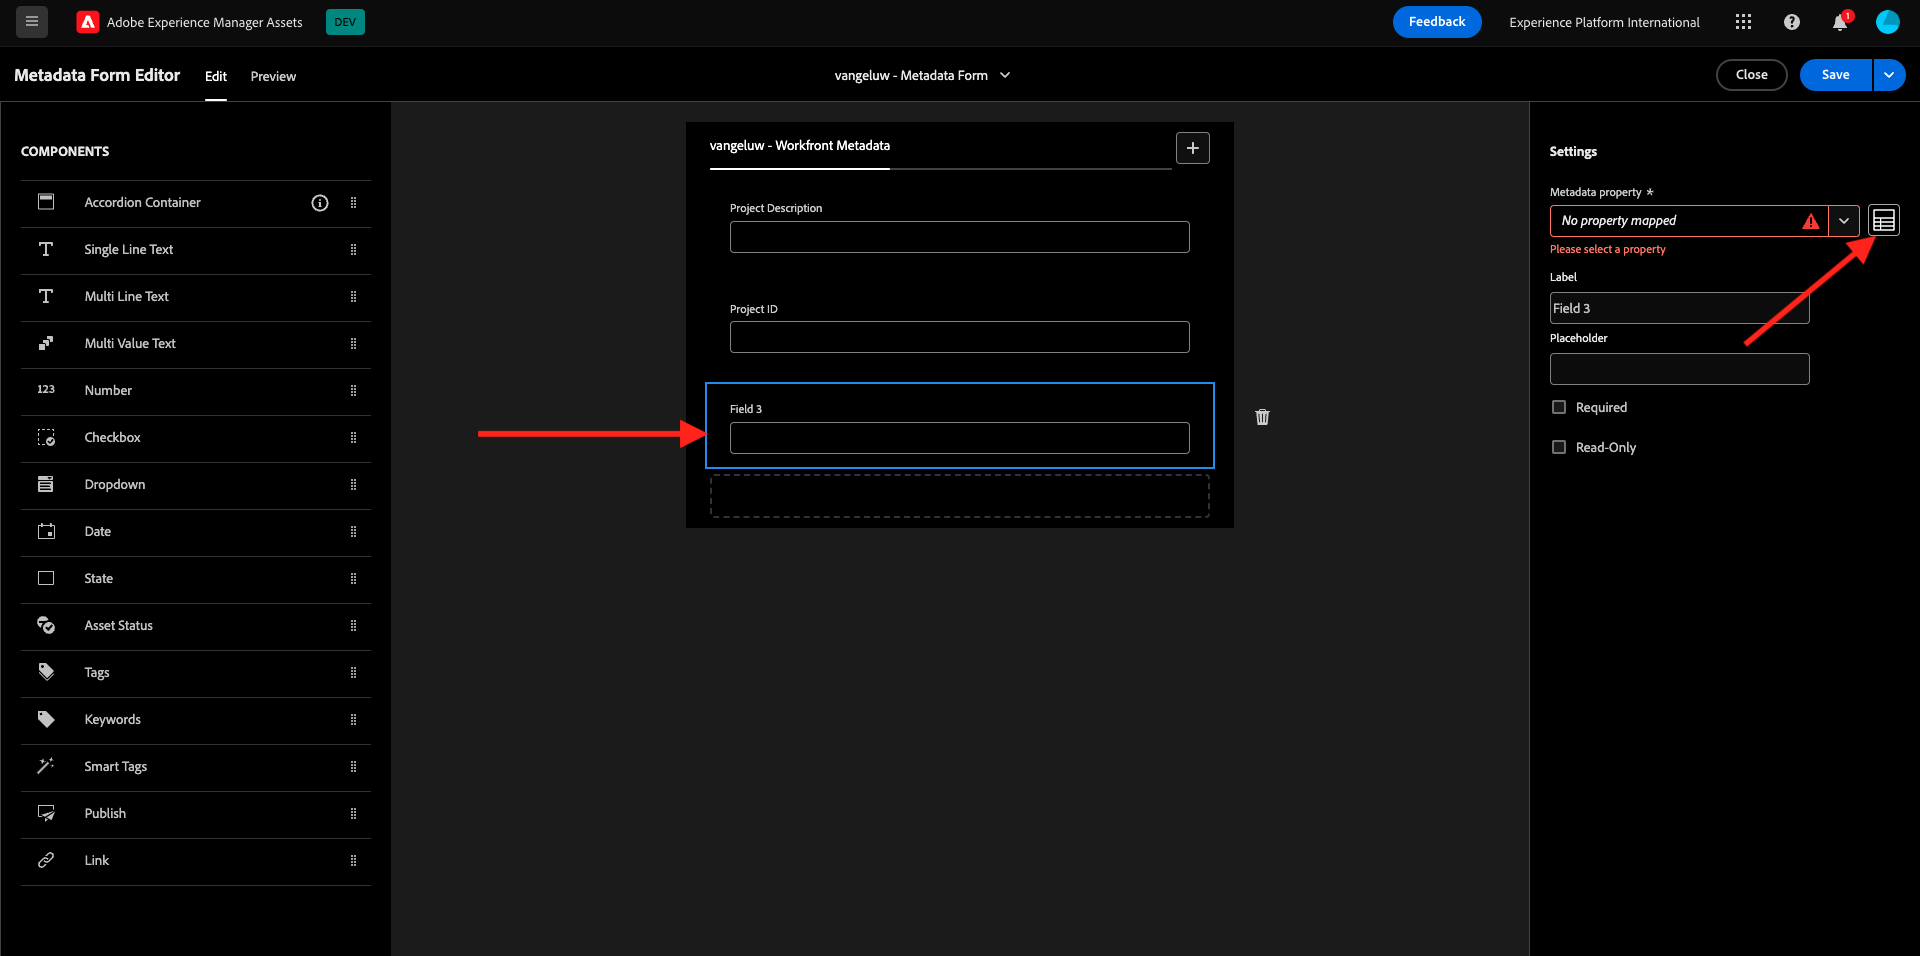 Adobe Experience Manager Assets
DEV
Feedback
Experience Platform International
1
Metadata Form Editor
Edit
Preview
vangeluw - Metadata Form
Close
Save
COMPONENTS
Accordion Container
Single Line Text
Multi Line Text
Multi Value Text
123
Number
Checkbox
Dropdown
Date
State
Asset Status
Tags
Keywords
Smart Tags
Publish
Link
vangeluw - Workfront Metadata
Project Description
Project ID
Field 3
Settings
Metadata property *
No property mapped
Please select a property
Label
Field 3
Placeholder
Required
Read-Only